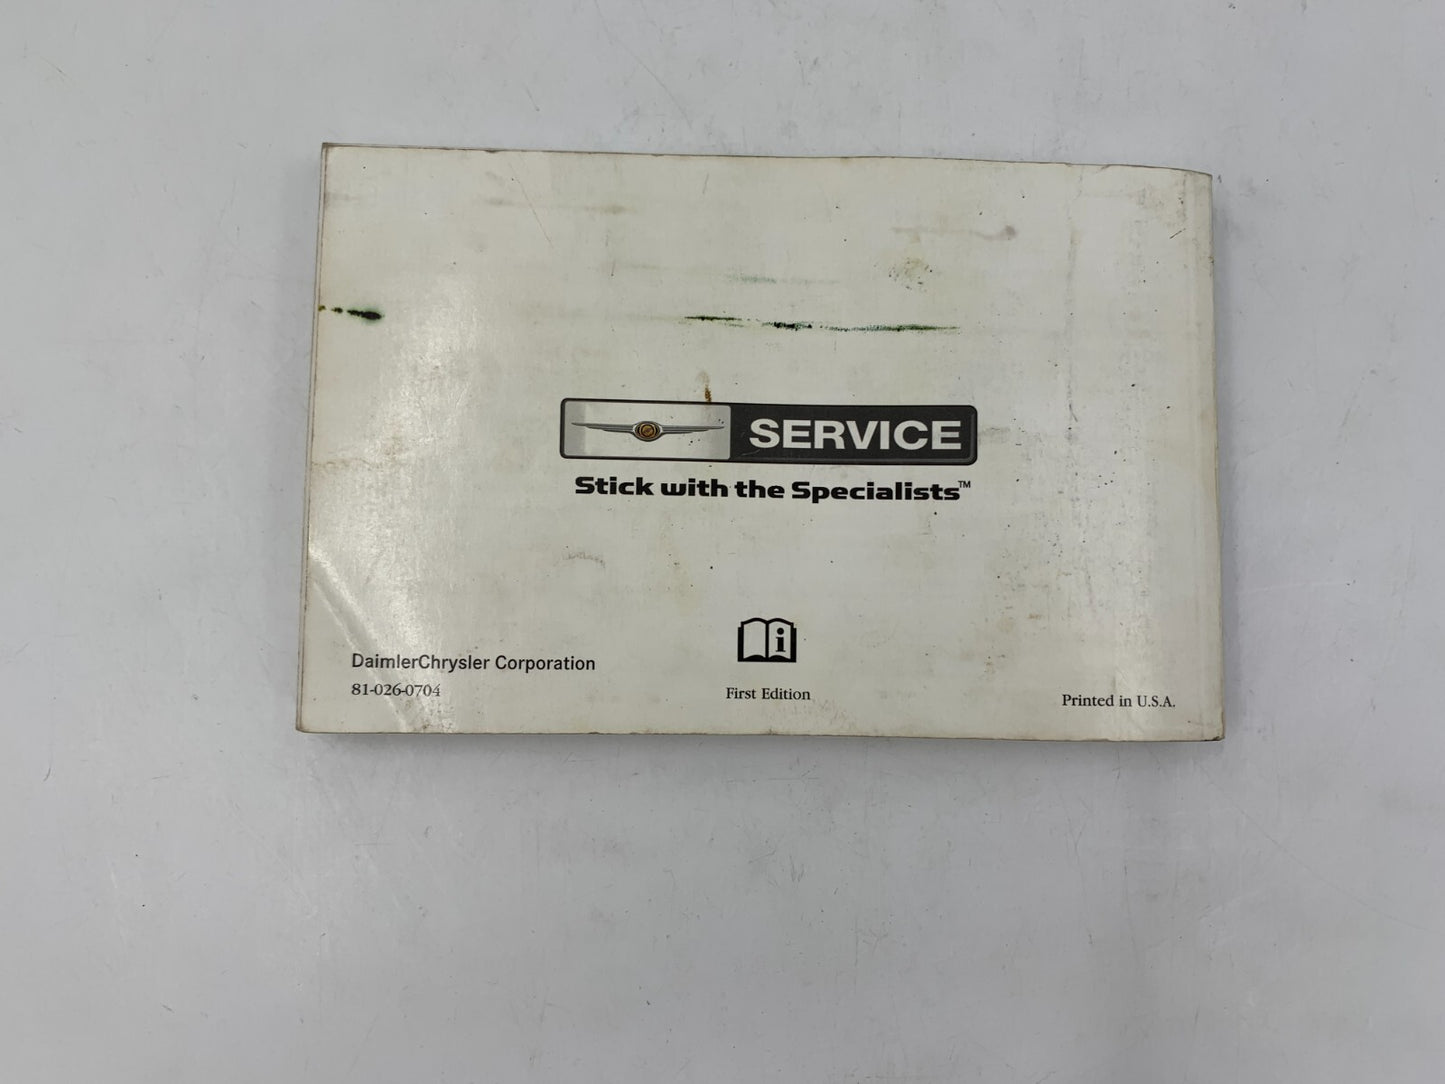 SERVICE
Stick with the Specialists™
i
DaimlerChrysler Corporation
81-026-0704
First Edition
Printed in U.S.A.